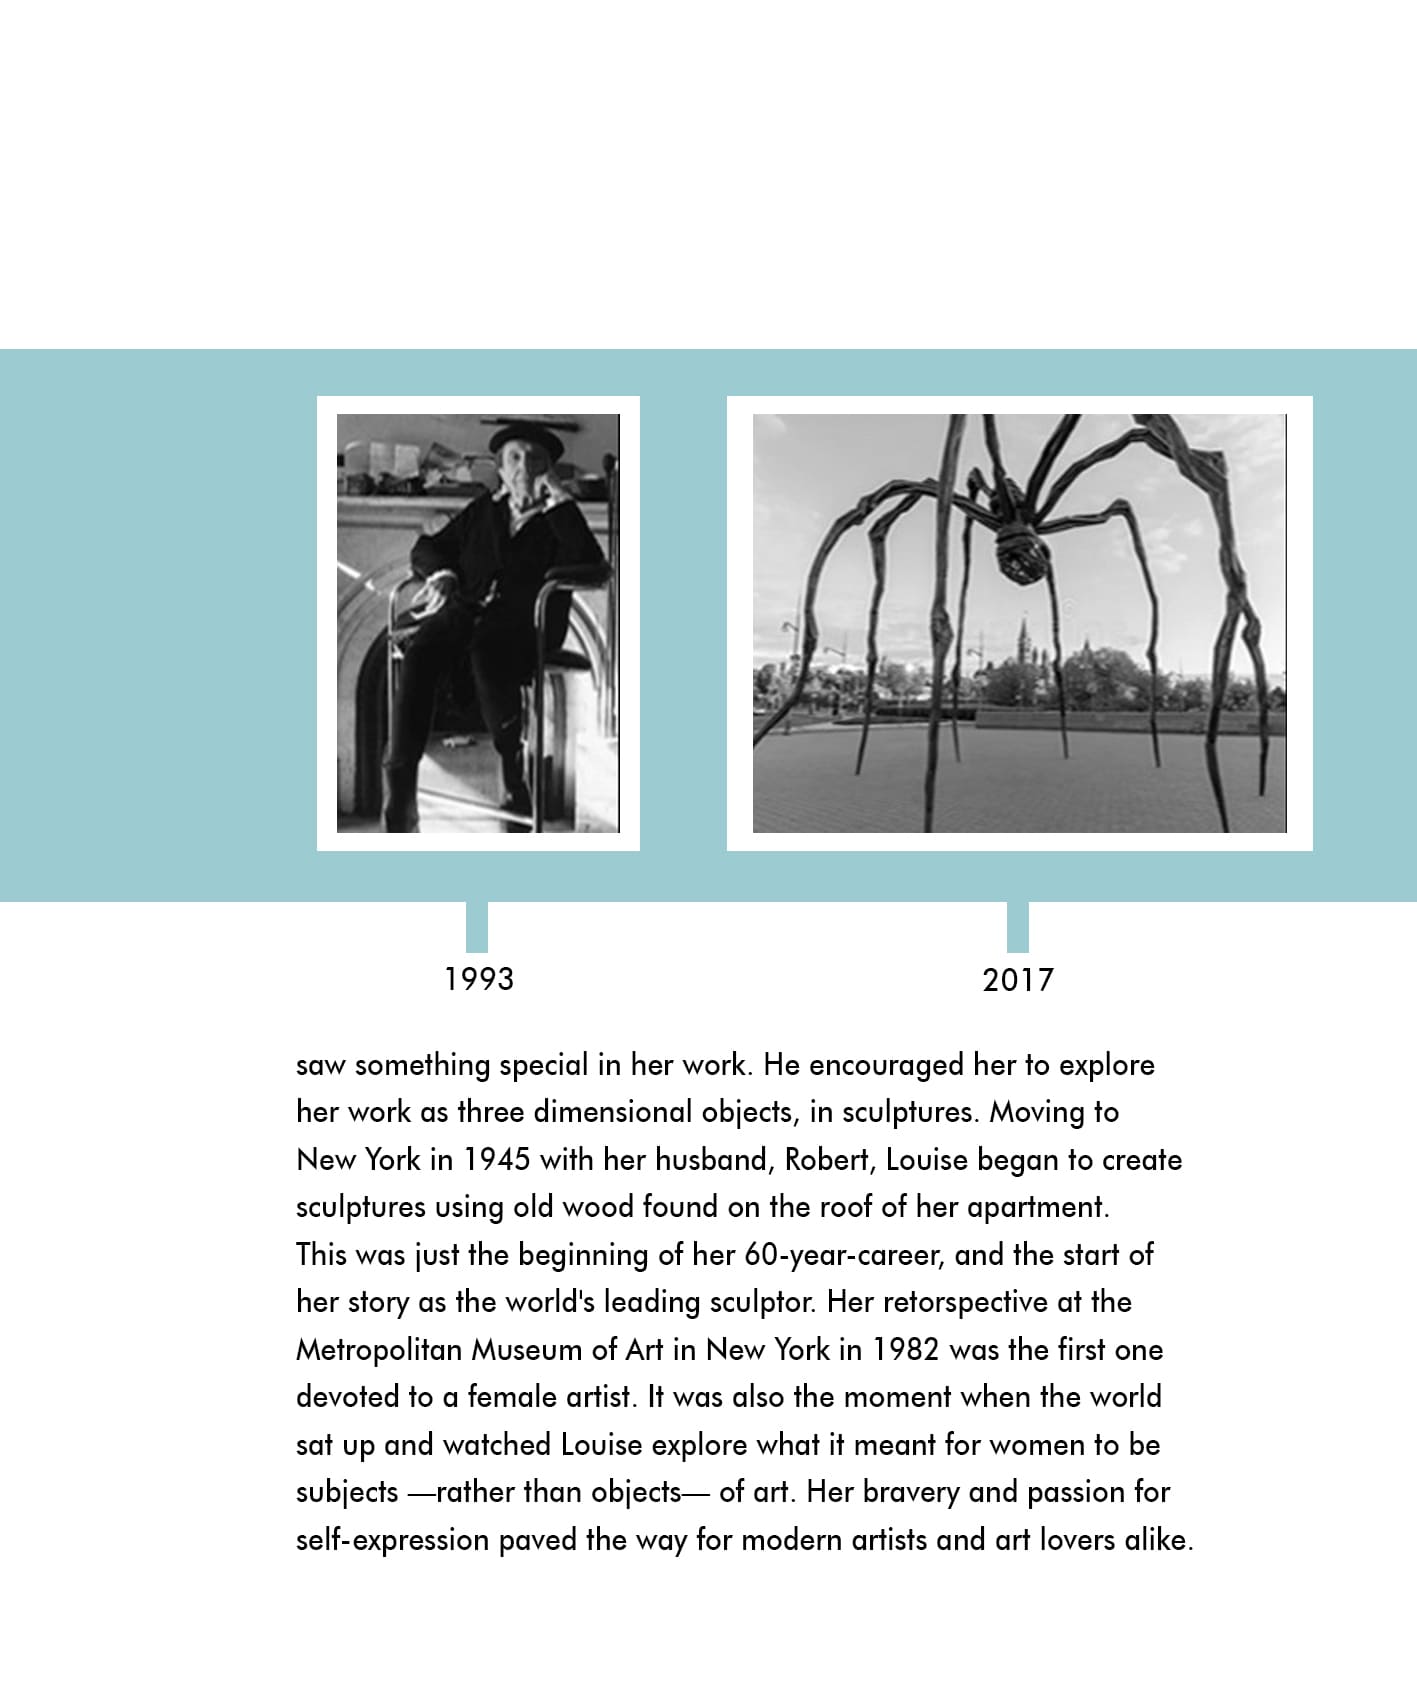 1993
2017
saw something special in her work. He encouraged her to explore
her work as three dimensional objects, in sculptures. Moving to
New York in 1945 with her husband, Robert, Louise began to create
sculptures using old wood found on the roof of her apartment.
This was just the beginning of her 60-year-career, and the start of
her story as the world's leading sculptor. Her retorspective at the
Metropolitan Museum of Art in New York in 1982 was the first one
devoted to a female artist. It was also the moment when the world
sat up and watched Louise explore what it meant for women to be
subjects —rather than objects— of art. Her bravery and passion for
self-expression paved the way for modern artists and art lovers alike.